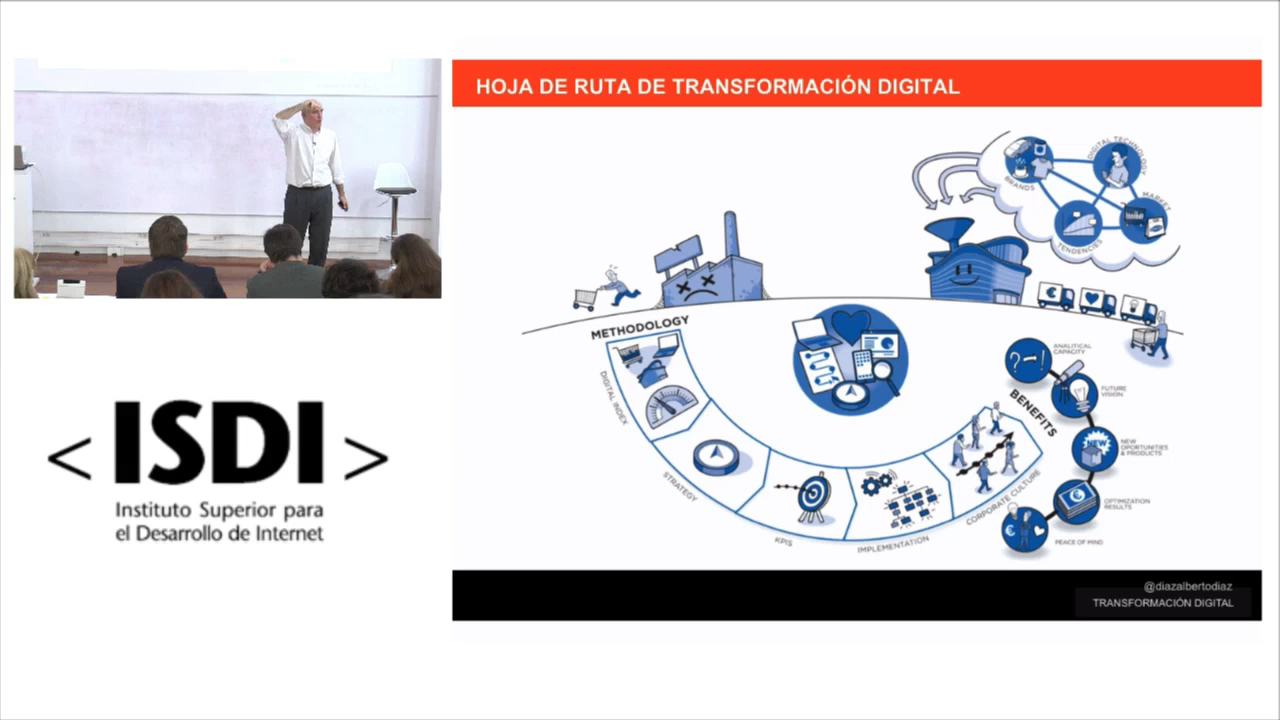 HOJA DE RUTA DE TRANSFORMACIÓN DIGITAL
BRANDS
DIGITAL TECHNOLOGY
MARKET
TENDENCIES
METHODOLOGY
DIGITAL INDEX
STRATEGY
KPIS
IMPLEMENTATION
CORPORATE CULTURE
BENEFITS
ANALITICAL
CAPACITY
FUTURE
VISION
NEW
NEW
OPORTUNITIES
& PRODUCTS
OPTIMIZATION
RESULTS
PEACE OF MIND
< ISDI >
Instituto Superior para
el Desarrollo de Internet
@diazalbertodiaz
TRANSFORMACIÓN DIGITAL